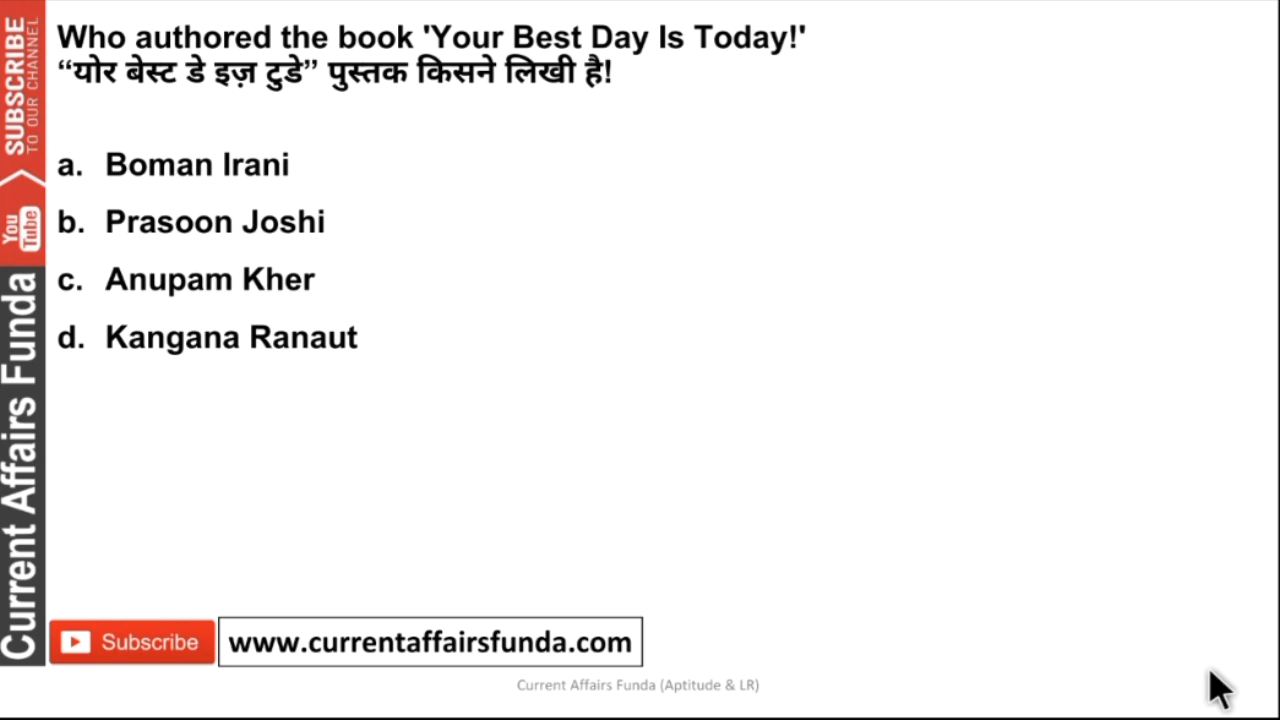 Who authored the book 'Your Best Day Is Today!'
“योर बेस्ट डे इज़ टुडे” पुस्तक किसने लिखी है!
a. Boman Irani
b. Prasoon Joshi
c. Anupam Kher
d. Kangana Ranaut
SUBSCRIBE
TO OUR CHANNEL
You Tube
Current Affairs Funda
Subscribe
www.currentaffairsfunda.com
Current Affairs Funda (Aptitude & LR)